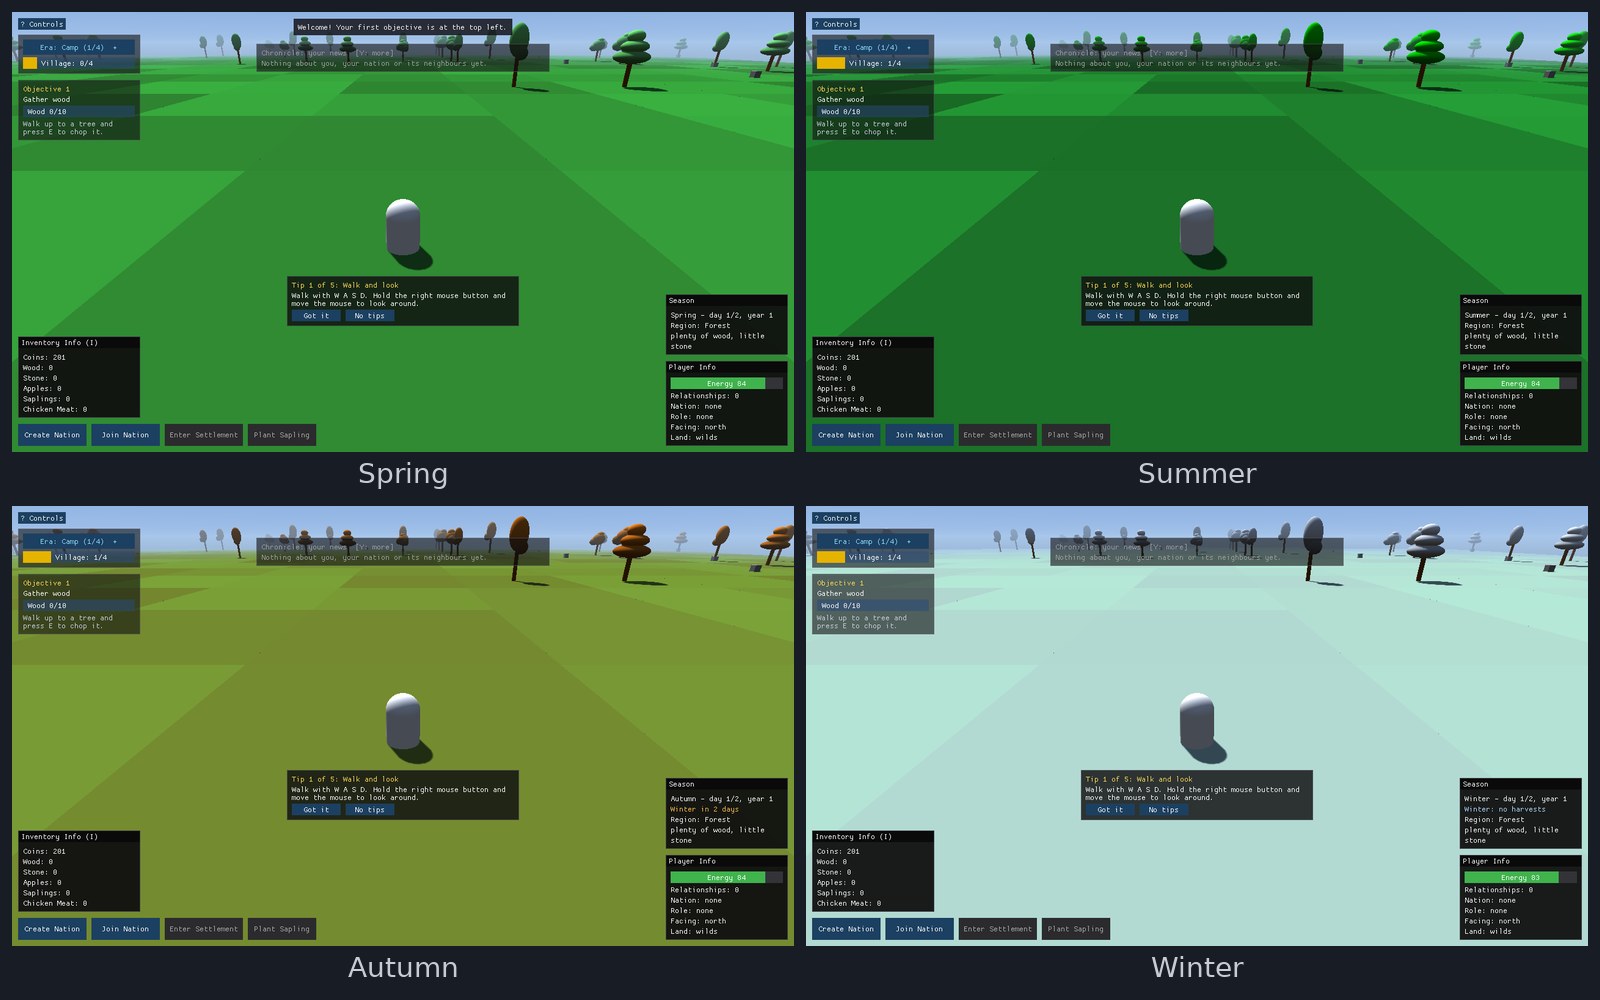 ? Controls
Welcome! Your first objective is at the top left.
Era: Camp (1/4) +
Village: 0/4
Chronicle: your news [V: more]
Nothing about you, your nation or its neighbours yet.
Objective 1
Gather wood
Wood 0/10
Walk up to a tree and
press E to chop it.
Tip 1 of 5: Walk and look
Walk with W A S D. Hold the right mouse button and
move the mouse to look around.
Got it
No tips
Season
Spring - day 1/2, year 1
Region: Forest
plenty of wood, little
stone
Inventory Info (I)
Coins: 201
Wood: 0
Stone: 0
Apples: 0
Saplings: 0
Chicken Meat: 0
Player Info
Energy 84
Relationships: 0
Nation: none
Role: none
Facing: north
Land: wilds
Create Nation
Join Nation
Enter Settlement
Plant Sapling
Spring
? Controls
Era: Camp (1/4) +
Village: 1/4
Chronicle: your news [V: more]
Nothing about you, your nation or its neighbours yet.
Objective 1
Gather wood
Wood 0/10
Walk up to a tree and
press E to chop it.
Tip 1 of 5: Walk and look
Walk with W A S D. Hold the right mouse button and
move the mouse to look around.
Got it
No tips
Season
Summer - day 1/2, year 1
Region: Forest
plenty of wood, little
stone
Inventory Info (I)
Coins: 201
Wood: 0
Stone: 0
Apples: 0
Saplings: 0
Chicken Meat: 0
Player Info
Energy 84
Relationships: 0
Nation: none
Role: none
Facing: north
Land: wilds
Create Nation
Join Nation
Enter Settlement
Plant Sapling
Summer
? Controls
Era: Camp (1/4) +
Village: 1/4
Chronicle: your news [V: more]
Nothing about you, your nation or its neighbours yet.
Objective 1
Gather wood
Wood 0/10
Walk up to a tree and
press E to chop it.
Tip 1 of 5: Walk and look
Walk with W A S D. Hold the right mouse button and
move the mouse to look around.
Got it
No tips
Season
Autumn - day 1/2, year 1
Winter in 2 days
Region: Forest
plenty of wood, little
stone
Inventory Info (I)
Coins: 201
Wood: 0
Stone: 0
Apples: 0
Saplings: 0
Chicken Meat: 0
Player Info
Energy 84
Relationships: 0
Nation: none
Role: none
Facing: north
Land: wilds
Create Nation
Join Nation
Enter Settlement
Plant Sapling
Autumn
? Controls
Era: Camp (1/4) +
Village: 1/4
Chronicle: your news [V: more]
Nothing about you, your nation or its neighbours yet.
Objective 1
Gather wood
Wood 0/10
Walk up to a tree and
press E to chop it.
Tip 1 of 5: Walk and look
Walk with W A S D. Hold the right mouse button and
move the mouse to look around.
Got it
No tips
Season
Winter - day 1/2, year 1
Winter: no harvests
Region: Forest
plenty of wood, little
stone
Inventory Info (I)
Coins: 201
Wood: 0
Stone: 0
Apples: 0
Saplings: 0
Chicken Meat: 0
Player Info
Energy 83
Relationships: 0
Nation: none
Role: none
Facing: north
Land: wilds
Create Nation
Join Nation
Enter Settlement
Plant Sapling
Winter